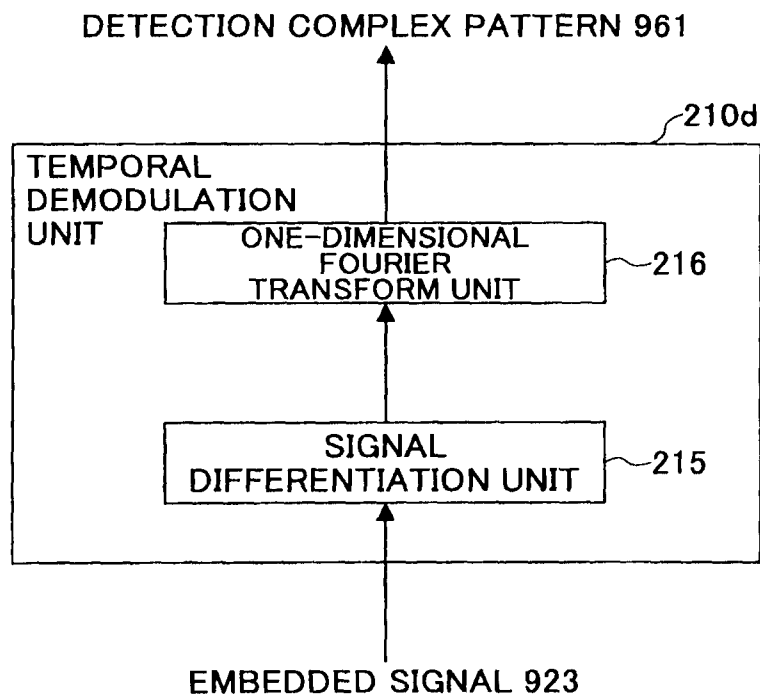 DETECTION COMPLEX PATTERN 961
210d
TEMPORAL
DEMODULATION
UNIT
ONE-DIMENSIONAL
FOURIER
TRANSFORM UNIT
216
SIGNAL
DIFFERENTIATION UNIT
215
EMBEDDED SIGNAL 923